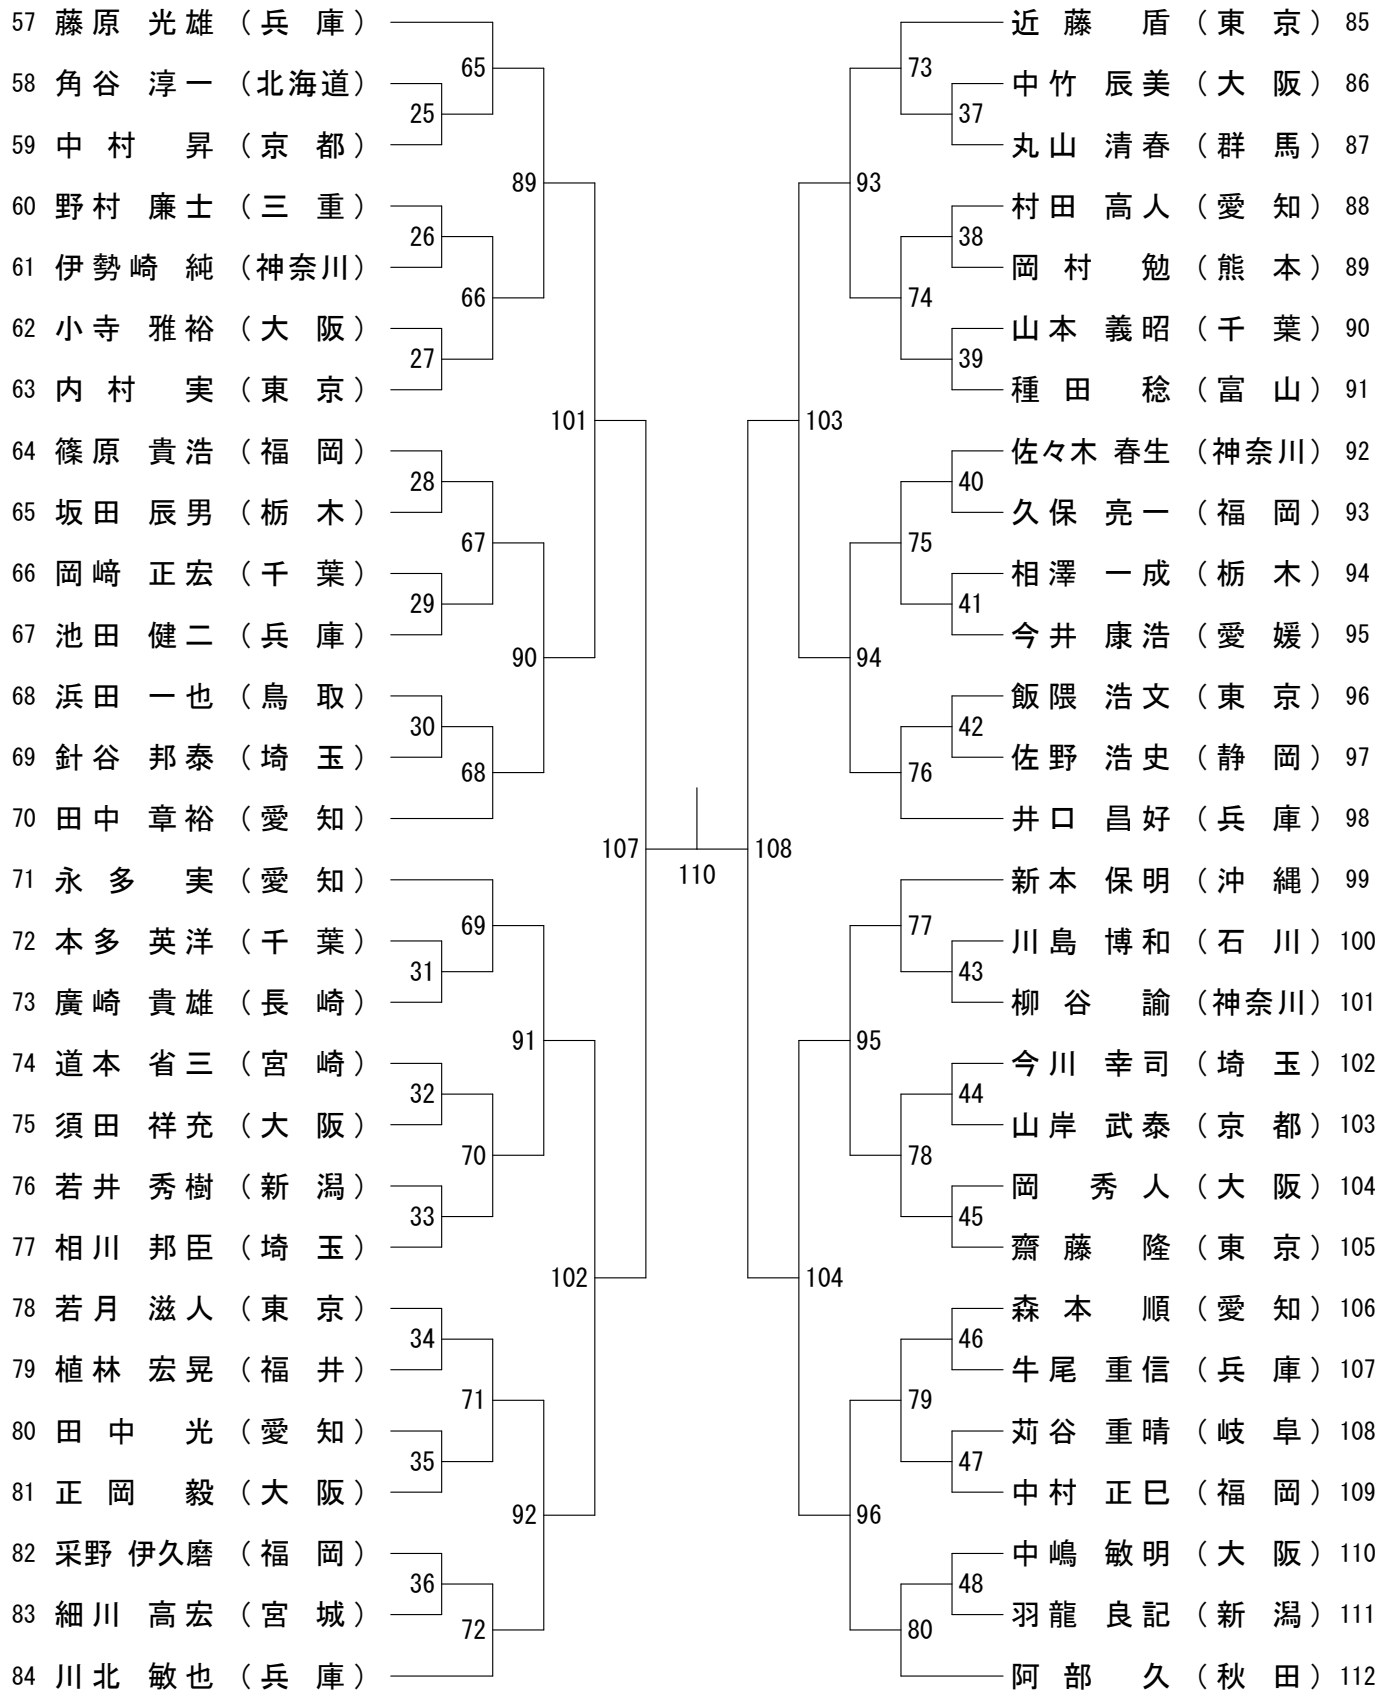 57 藤原 光雄 (兵 庫)
58 角谷 淳一 (北海道)
59 中村 昇 (京 都)
60 野村 廉士 (三 重)
61 伊勢崎 純 (神奈川)
62 小寺 雅裕 (大 阪)
63 内村 実 (東 京)
64 篠原 貴浩 (福 岡)
65 坂田 辰男 (栃 木)
66 岡﨑 正宏 (千 葉)
67 池田 健二 (兵 庫)
68 浜田 一也 (鳥 取)
69 針谷 邦泰 (埼 玉)
70 田中 章裕 (愛 知)
71 永多 実 (愛 知)
72 本多 英洋 (千 葉)
73 廣崎 貴雄 (長 崎)
74 道本 省三 (宮 崎)
75 須田 祥充 (大 阪)
76 若井 秀樹 (新 潟)
77 相川 邦臣 (埼 玉)
78 若月 滋人 (東 京)
79 植林 宏晃 (福 井)
80 田中 光 (愛 知)
81 正岡 毅 (大 阪)
82 采野 伊久磨 (福 岡)
83 細川 高宏 (宮 城)
84 川北 敏也 (兵 庫)
25
26
27
28
29
30
31
32
33
34
35
36
65
66
67
68
69
70
71
72
89
90
91
92
101
102
107
110
108
103
104
93
94
95
96
73
74
75
76
77
78
79
80
37
38
39
40
41
42
43
44
45
46
47
48
近藤 盾 (東 京) 85
中竹 辰美 (大 阪) 86
丸山 清春 (群 馬) 87
村田 高人 (愛 知) 88
岡村 勉 (熊 本) 89
山本 義昭 (千 葉) 90
種田 稔 (富 山) 91
佐々木 春生 (神奈川) 92
久保 亮一 (福 岡) 93
相澤 一成 (栃 木) 94
今井 康浩 (愛 媛) 95
飯隈 浩文 (東 京) 96
佐野 浩史 (静 岡) 97
井口 昌好 (兵 庫) 98
新本 保明 (沖 縄) 99
川島 博和 (石 川) 100
柳谷 諭 (神奈川) 101
今川 幸司 (埼 玉) 102
山岸 武泰 (京 都) 103
岡 秀人 (大 阪) 104
齋藤 隆 (東 京) 105
森本 順 (愛 知) 106
牛尾 重信 (兵 庫) 107
苅谷 重晴 (岐 阜) 108
中村 正巳 (福 岡) 109
中嶋 敏明 (大 阪) 110
羽龍 良記 (新 潟) 111
阿部 久 (秋 田) 112